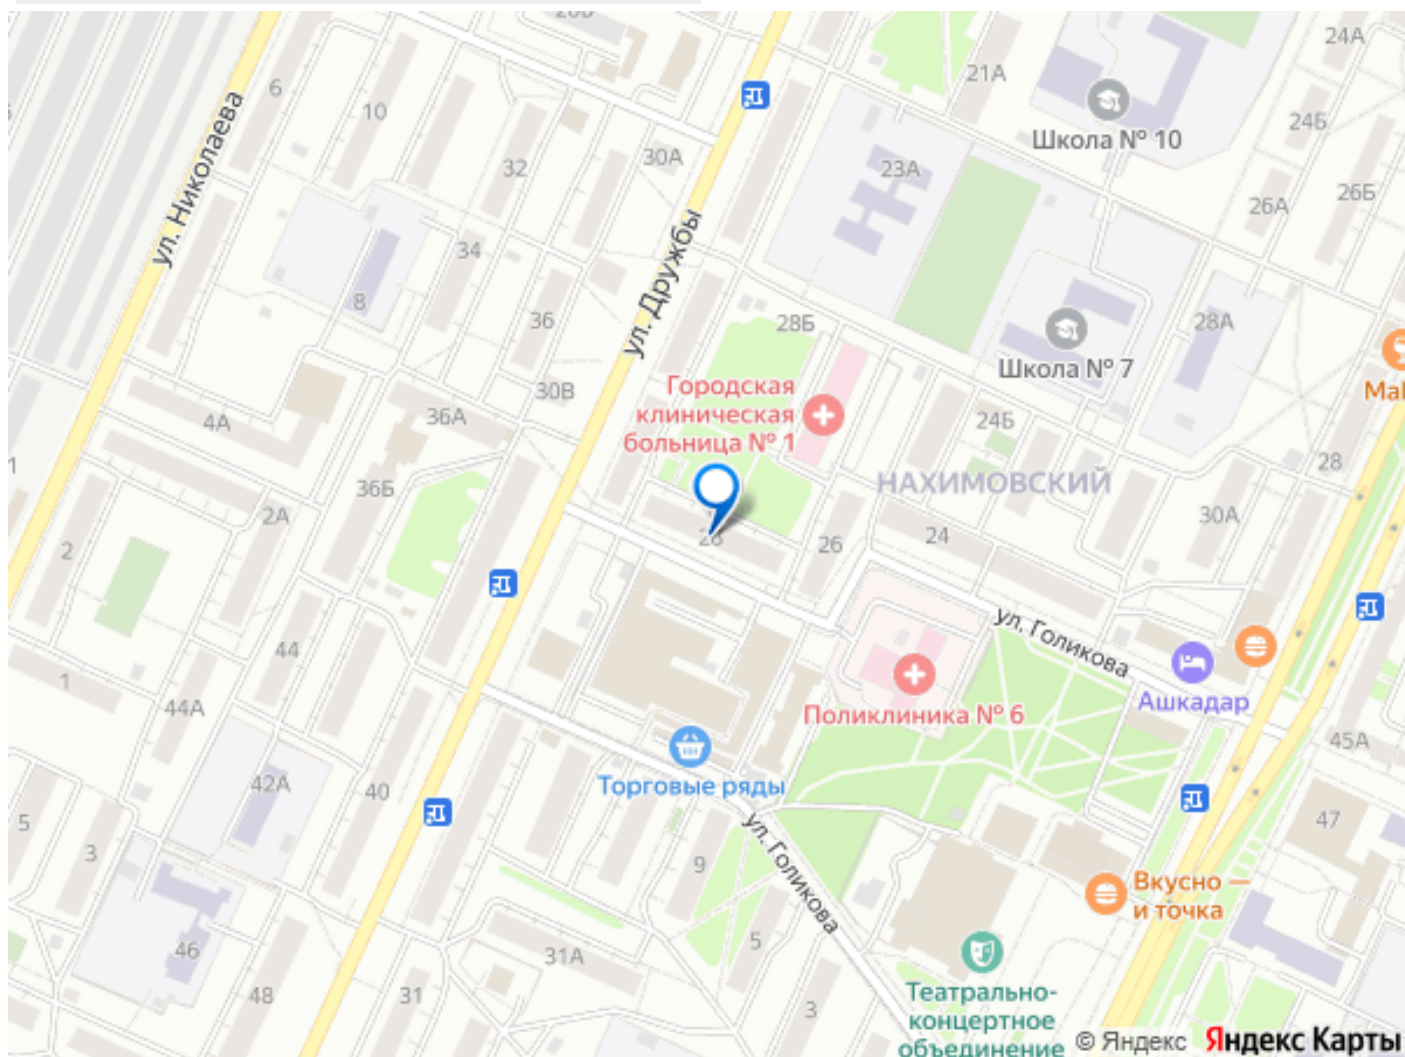 24А
6
21А
10
24Б
Школа № 10
32
30А
23А
26Б
26А
ул. Николаева
ул. Дружбы
34
8
36
28Б
28А
Школа № 7
Городская
клиническая
больница № 1
30В
4А
36А
24Б
28
НАХИМОВСКИЙ
36Б
2А
30А
2
26
24
ул. Голикова
44
1
44А
Ашкадар
Поликлиника № 6
45А
Торговые ряды
42А
40
47
5
3
ул. Голикова
9
Вкусно —
и точка
5
46
31А
48
31
3
Театрально-
концертное
объединение
© Яндекс Яндекс Карты